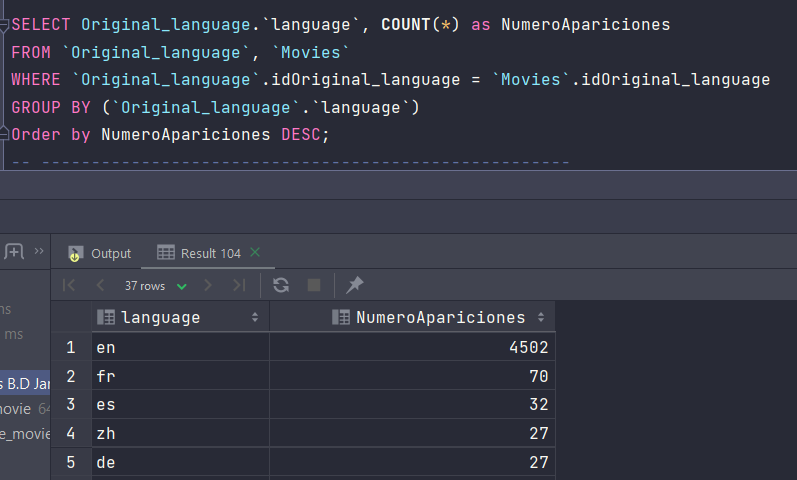 SELECT Original_language.`language`, COUNT(*) as NumeroApariciones
FROM `Original_language`, `Movies`
WHERE `Original_language`.idOriginal_language = `Movies`.idOriginal_language
GROUP BY (`Original_language`.`language`)
Order by NumeroApariciones DESC;
-- -----------------------------------------------------
Output Result 104
37 rows
ms
ms
s B.D Jar
movie 64
e_movie
language NumeroApariciones
1 en 4502
2 fr 70
3 es 32
4 zh 27
5 de 27